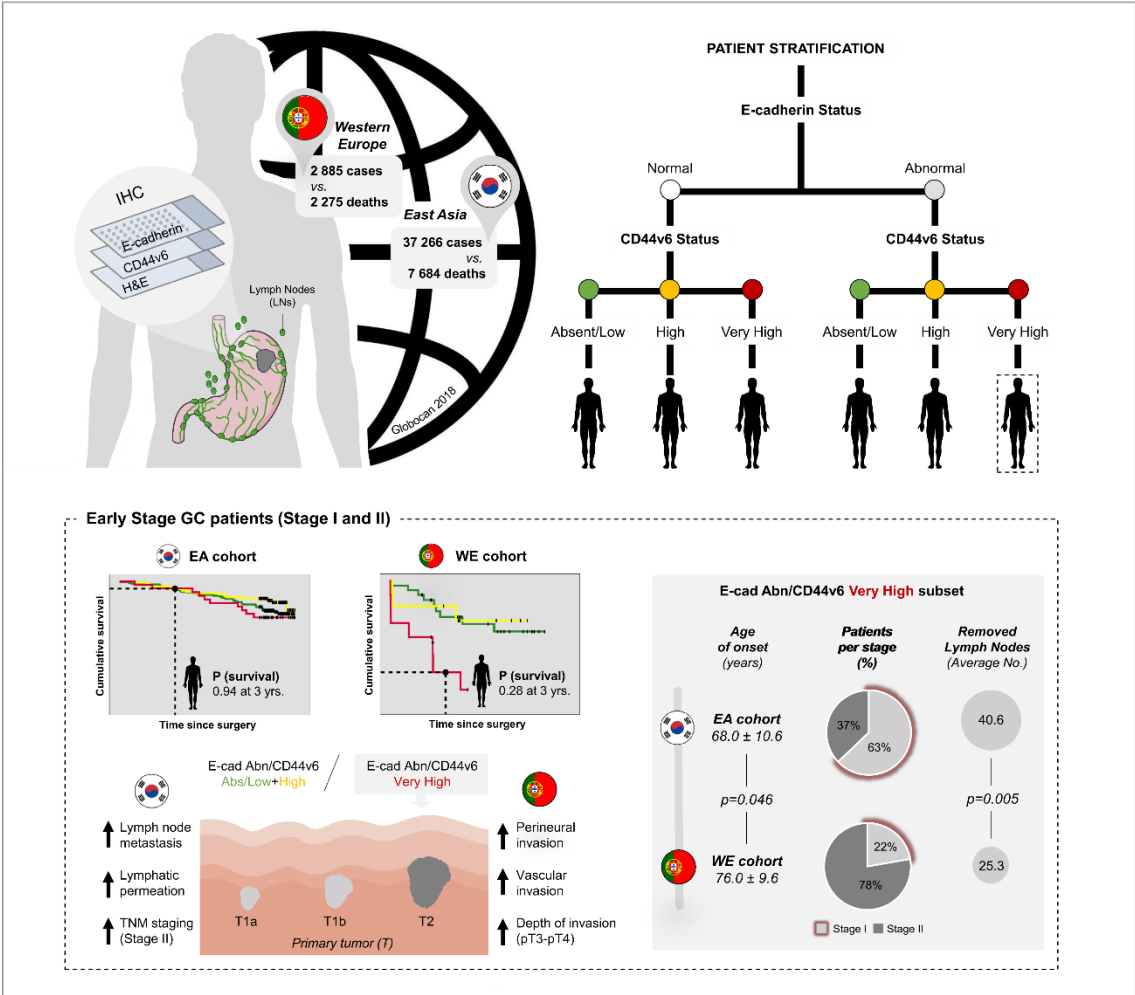 Western
Europe
2 885 cases
vs.
2 275 deaths
East Asia
37 266 cases
vs.
7 684 deaths
IHC
E-cadherin
CD44v6
H&E
Lymph Nodes
(LNs)
Globocan 2018
PATIENT STRATIFICATION
E-cadherin Status
Normal
Abnormal
CD44v6 Status
CD44v6 Status
Absent/Low
High
Very High
Absent/Low
High
Very High
Early Stage GC patients (Stage I and II)
EA cohort
Cumulative survival
P (survival)
0.94 at 3 yrs.
Time since surgery
WE cohort
Cumulative survival
P (survival)
0.28 at 3 yrs.
Time since surgery
E-cad Abn/CD44v6
Abs/Low+High
/
E-cad Abn/CD44v6
Very High
Lymph node
metastasis
Lymphatic
permeation
TNM staging
(Stage II)
T1a
T1b
T2
Primary tumor (T)
Perineural
invasion
Vascular
invasion
Depth of invasion
(pT3-pT4)
E-cad Abn/CD44v6 Very High subset
Age
of onset
(years)
Patients
per stage
(%)
Removed
Lymph Nodes
(Average No.)
EA cohort
68.0 ± 10.6
37%
63%
40.6
p=0.046
p=0.005
WE cohort
76.0 ± 9.6
22%
78%
25.3
Stage I
Stage II